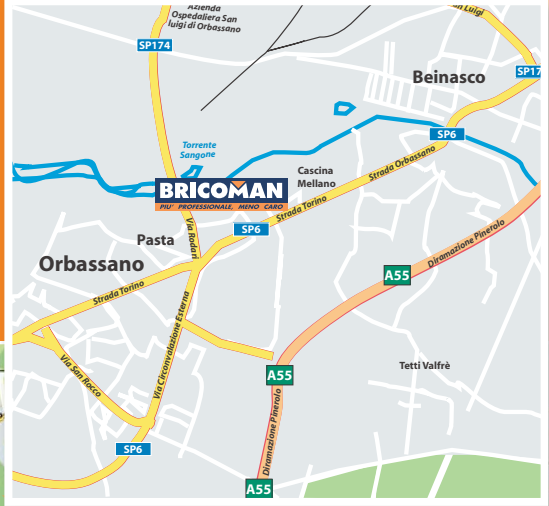 Azienda
Ospedaliera San
luigi di Orbassano
San Luigi
SP174
SP17
Beinasco
SP6
Torrente
Sangone
Strada Orbassano
Cascina
Mellano
BRICOMAN
PIU' PROFESSIONALE, MENO CARO
Strada Torino
SP6
Via Rodari
Pasta
Diramazione Pinerolo
Orbassano
A55
Strada Torino
Via Circonvalazione Esterna
Via San Rocco
Tetti Valfrè
A55
Diramazione Pinerolo
SP6
A55